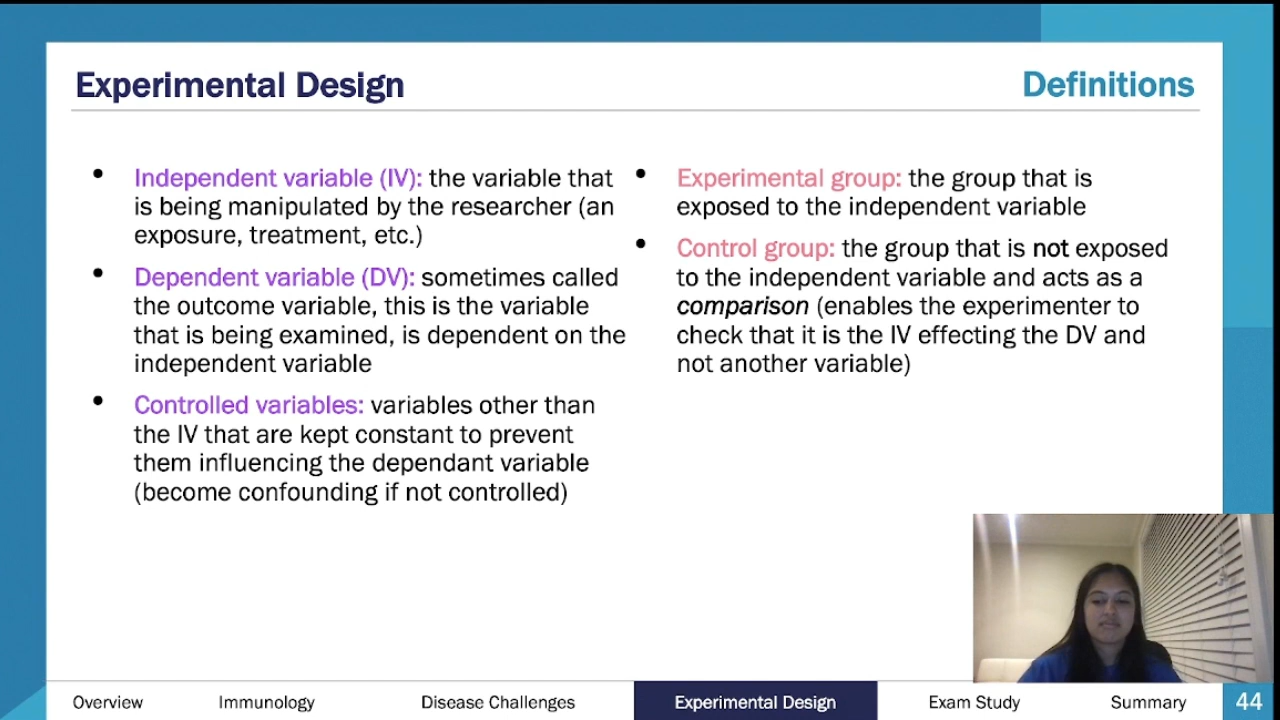 Experimental Design
Definitions
Independent variable (IV): the variable that
is being manipulated by the researcher (an
exposure, treatment, etc.)
Dependent variable (DV): sometimes called
the outcome variable, this is the variable
that is being examined, is dependent on the
independent variable
Controlled variables: variables other than
the IV that are kept constant to prevent
them influencing the dependant variable
(become confounding if not controlled)
Experimental group: the group that is
exposed to the independent variable
Control group: the group that is not exposed
to the independent variable and acts as a
comparison (enables the experimenter to
check that it is the IV effecting the DV and
not another variable)
Overview
Immunology
Disease Challenges
Experimental Design
Exam Study
Summary
44